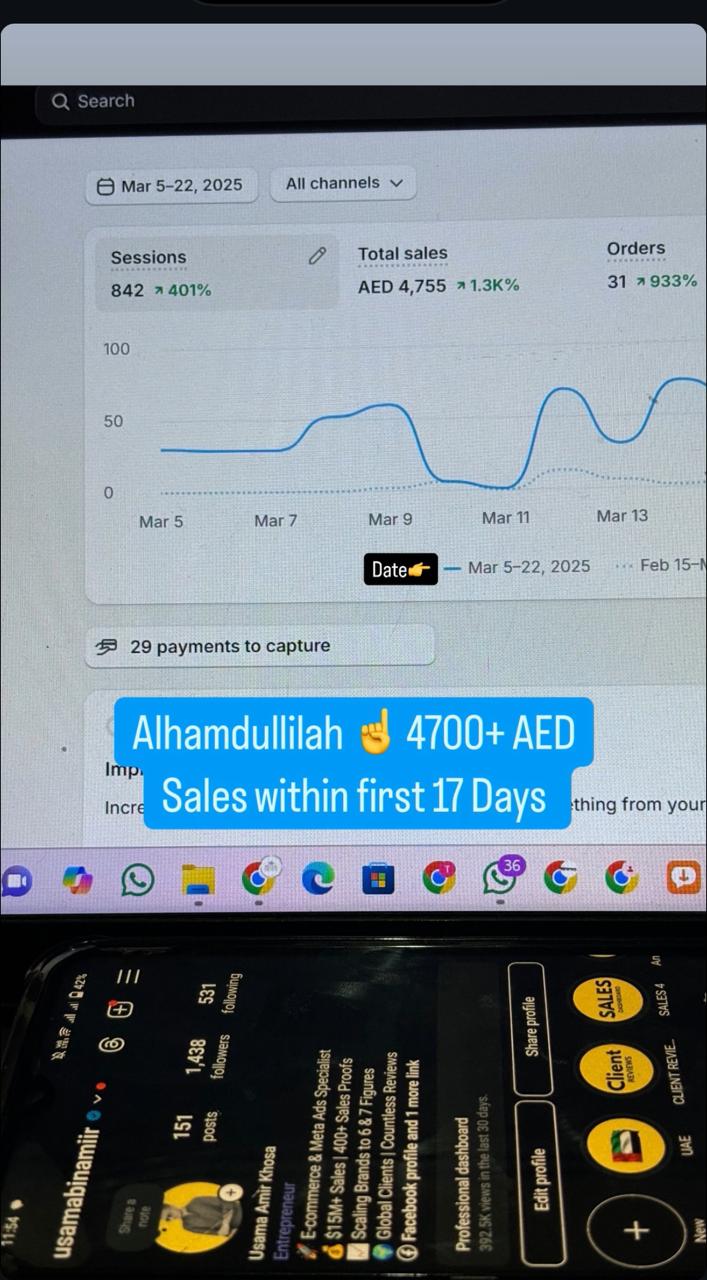 Search
Mar 5–22, 2025
All channels
Sessions
842 ↗ 401%
Total sales
AED 4,755 ↗ 1.3K%
Orders
31 ↗ 933%
100
50
0
Mar 5
Mar 7
Mar 9
Mar 11
Mar 13
Date👉
Mar 5–22, 2025
Feb 15–
29 payments to capture
Alhamdullilah ☝ 4700+ AED
Sales within first 17 Days
Imp
Incre
thing from your
36
11:54
42%
usamabinamiir
Share a
note
151
posts
1,438
followers
531
following
Usama Amir Khosa
Entrepreneur
🚀 E-commerce & Meta Ads Specialist
💰 $15M+ Sales | 400+ Sales Proofs
Scaling Brands to 6 & 7 Figures
🌍 Global Clients | Countless Reviews
Facebook profile and 1 more link
Professional dashboard
392.5K views in the last 30 days.
Edit profile
Share profile
New
UAE
Client
REVIEWS
CLIENT REVIE...
SALES
DASHBOARD
SALES 4
An